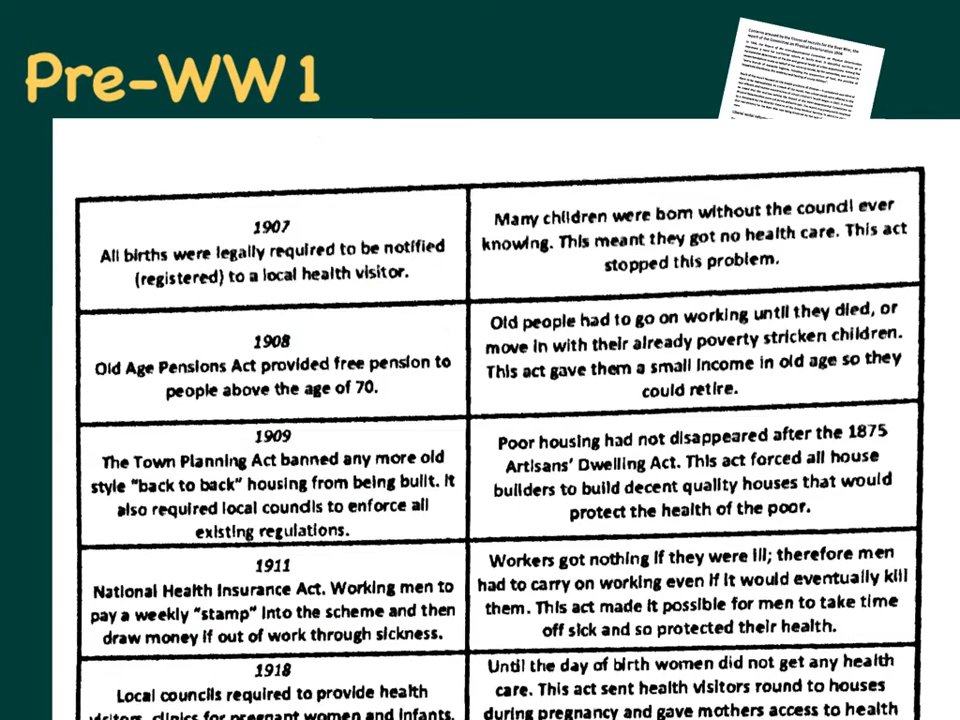 Pre-WW1
1907
All births were legally required to be notified
(registered) to a local health visitor.
Many children were born without the council ever
knowing. This meant they got no health care. This act
stopped this problem.
1908
Old Age Pensions Act provided free pension to
people above the age of 70.
Old people had to go on working until they died, or
move in with their already poverty stricken children.
This act gave them a small income in old age so they
could retire.
1909
The Town Planning Act banned any more old
style "back to back" housing from being built. It
also required local councils to enforce all
existing regulations.
Poor housing had not disappeared after the 1875
Artisans' Dwelling Act. This act forced all house
builders to build decent quality houses that would
protect the health of the poor.
1911
National Health Insurance Act. Working men to
pay a weekly "stamp" into the scheme and then
draw money if out of work through sickness.
Workers got nothing if they were ill; therefore men
had to carry on working even if it would eventually kill
them. This act made it possible for men to take time
off sick and so protected their health.
1918
Local councils required to provide health
visitors, clinics for pregnant women and infants,
Until the day of birth women did not get any health
care. This act sent health visitors round to houses
during pregnancy and gave mothers access to health